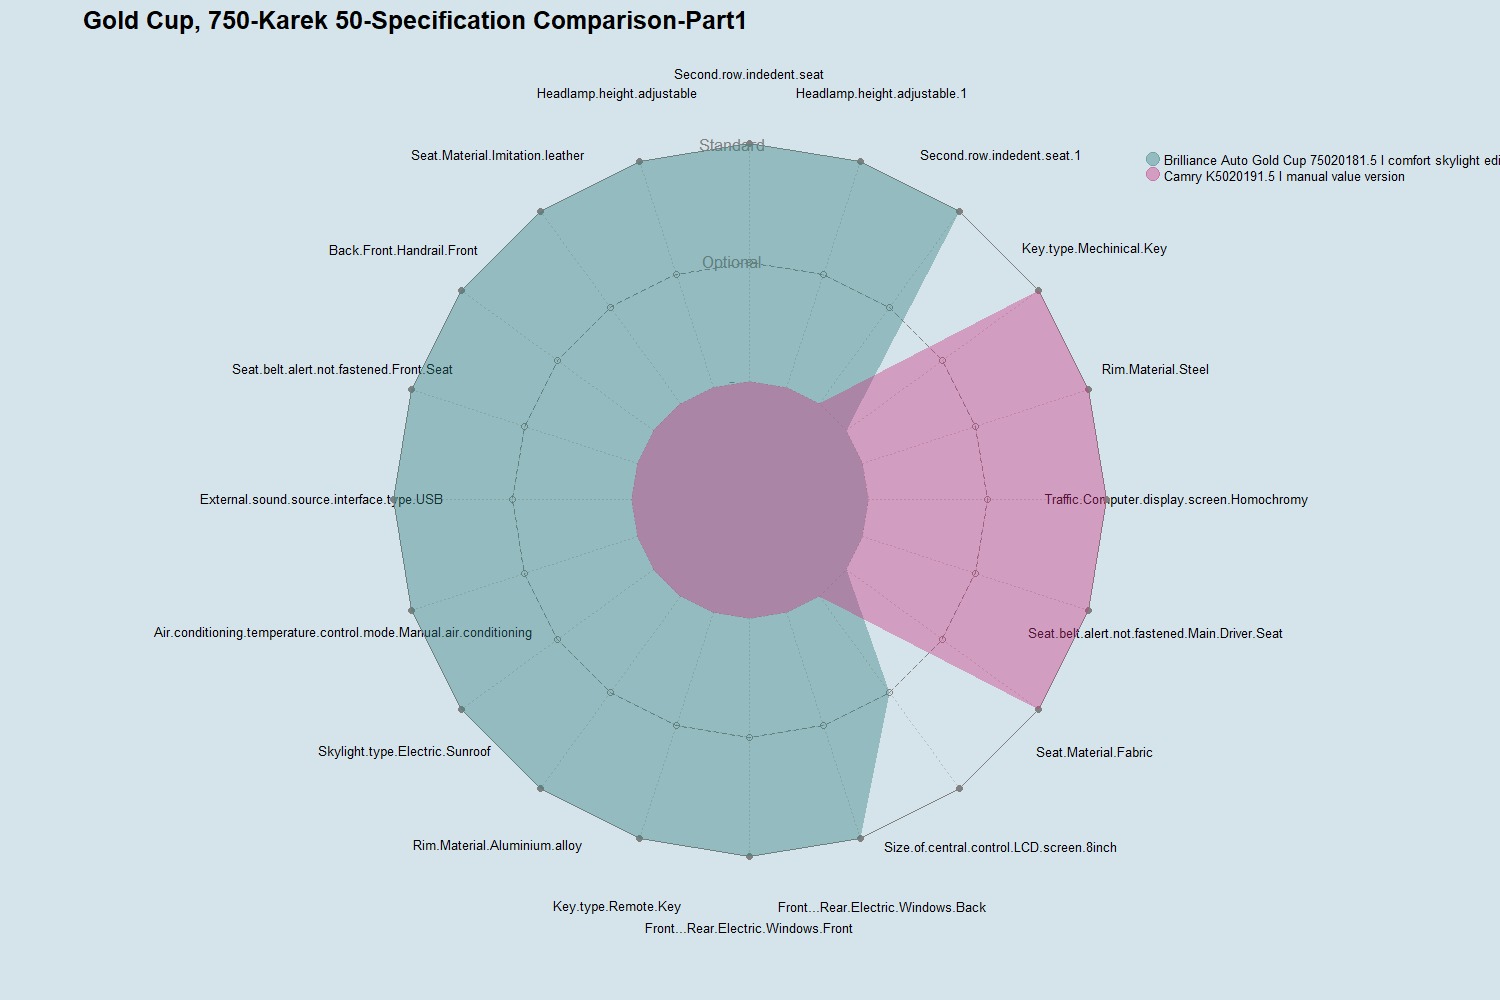 Gold Cup, 750-Karek 50-Specification Comparison-Part1
Second.row.indedent.seat
Headlamp.height.adjustable
Headlamp.height.adjustable.1
Standard
Seat.Material.Imitation.leather
Second.row.indedent.seat.1
Brilliance Auto Gold Cup 75020181.5 l comfort skylight edi
Camry K5020191.5 l manual value version
Back.Front.Handrail.Front
Key.type.Mechinical.Key
Optional
Seat.belt.alert.not.fastened.Front.Seat
Rim.Material.Steel
-
External.sound.source.interface.type.USB
Traffic.Computer.display.screen.Homochromy
Air.conditioning.temperature.control.mode.Manual.air.conditioning
Seat.belt.alert.not.fastened.Main.Driver.Seat
Skylight.type.Electric.Sunroof
Seat.Material.Fabric
Rim.Material.Aluminium.alloy
Size.of.central.control.LCD.screen.8inch
Key.type.Remote.Key
Front...Rear.Electric.Windows.Back
Front...Rear.Electric.Windows.Front